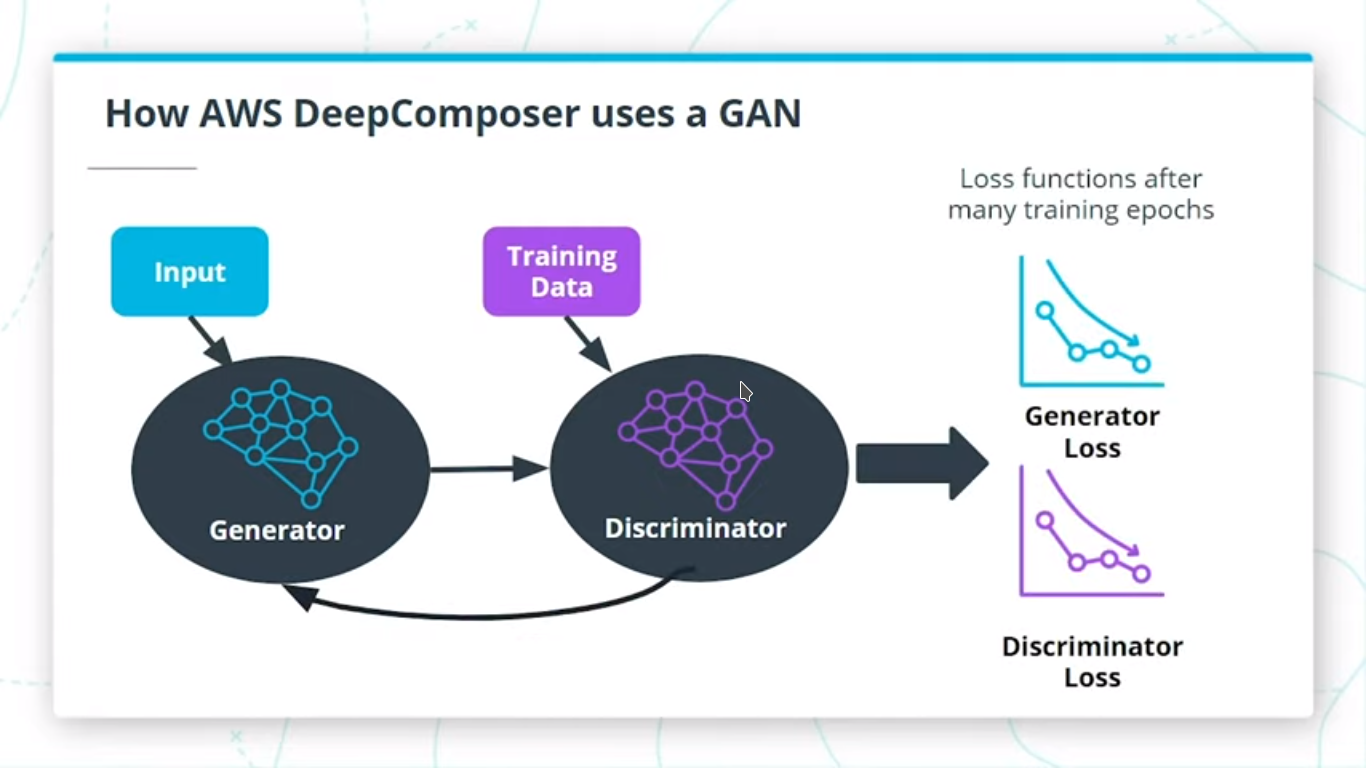 How AWS DeepComposer uses a GAN
Loss functions after
many training epochs
Input
Training
Data
Generator
Discriminator
Generator
Loss
Discriminator
Loss